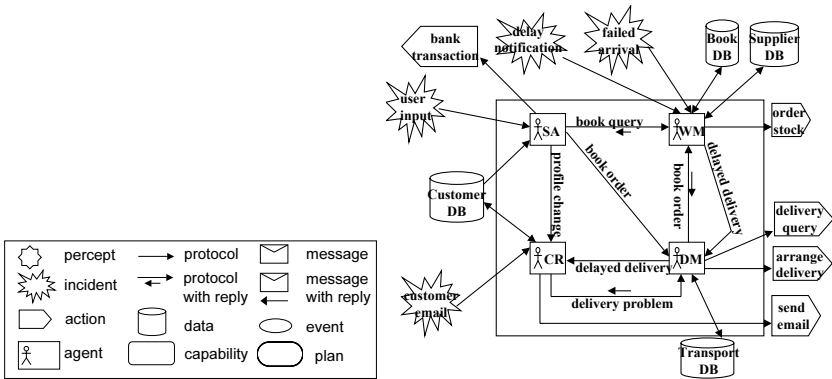 percept
protocol
message
incident
protocol
with reply
message
with reply
action
data
event
agent
capability
plan
bank
transaction
delay
notification
failed
arrival
Book
DB
Supplier
DB
user
input
SA
book query
WM
order
stock
Customer
DB
profile change
book order
book order
delayed delivery
delivery
query
CR
delayed delivery
DM
arrange
delivery
customer
email
delivery problem
send
email
Transport
DB